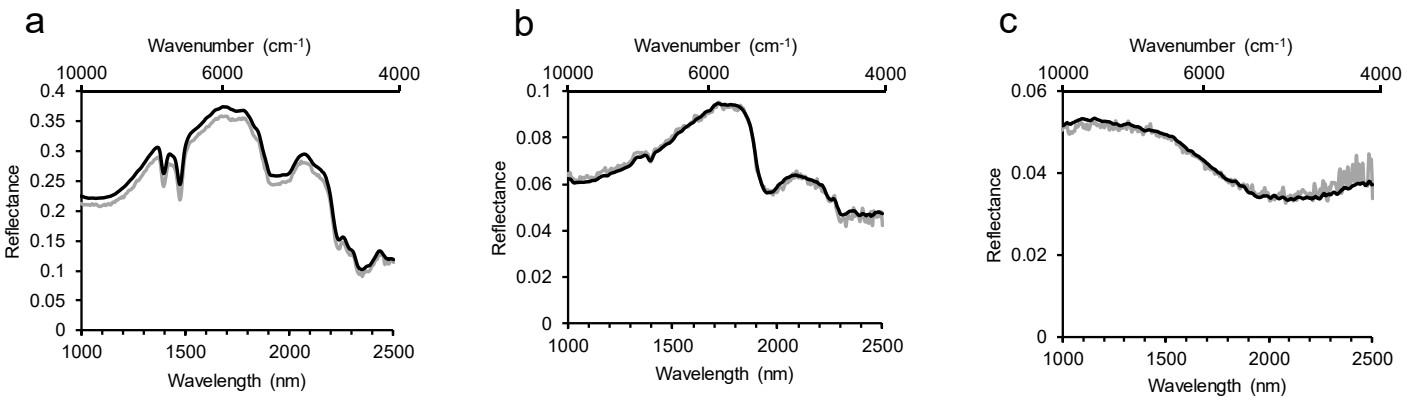 a
Wavenumber (cm-1)
10000 6000 4000
0.4
0.35
0.3
0.25
0.2
0.15
0.1
0.05
0
Reflectance
1000 1500 2000 2500
Wavelength (nm)
b
Wavenumber (cm-1)
10000 6000 4000
0.1
0.08
0.06
0.04
0.02
0
Reflectance
1000 1500 2000 2500
Wavelength (nm)
c
Wavenumber (cm-1)
10000 6000 4000
0.06
0.04
0.02
0
Reflectance
1000 1500 2000 2500
Wavelength (nm)